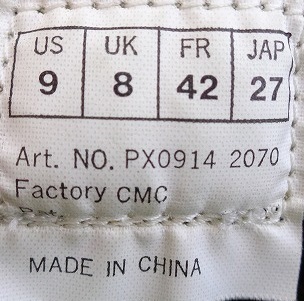 US UK FR JAP
9 8 42 27
Art. NO. PX0914 2070
Factory CMC
MADE IN CHINA